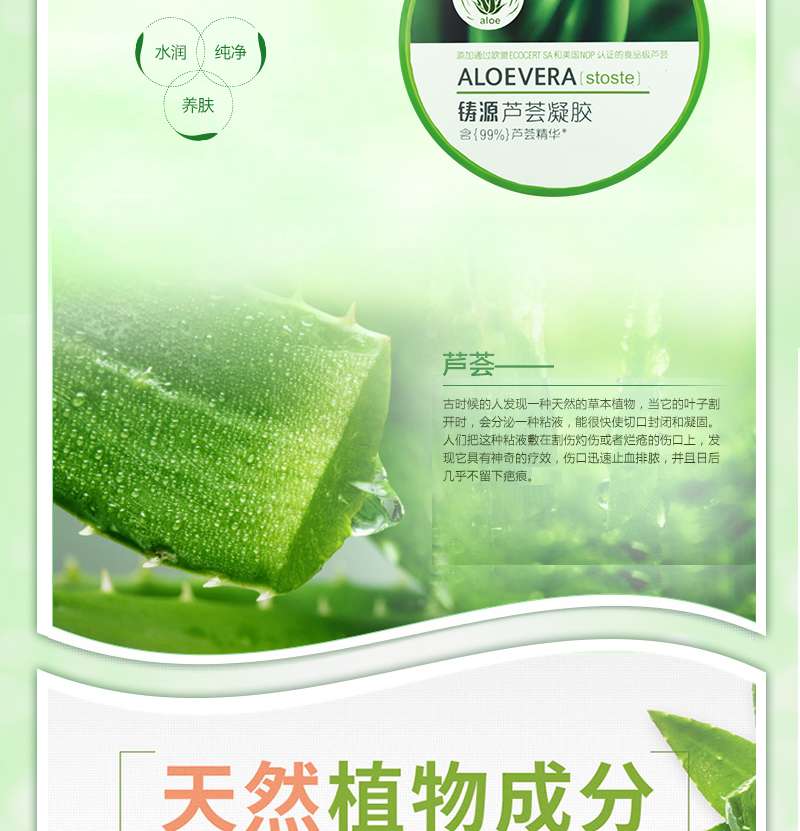 水润
纯净
养肤
aloe
添加通过欧盟ECOCERT SA和美国NOP 认证的食品级芦荟
ALOEVERA[stoste]
铸源芦荟凝胶
含{99%}芦荟精华*
芦荟——
古时候的人发现一种天然的草本植物，当它的叶子割
开时，会分泌一种粘液，能很快使切口封闭和凝固。
人们把这种粘液敷在割伤灼伤或者烂疮的伤口上，发
现它具有神奇的疗效，伤口迅速止血排脓，并且日后
几乎不留下疤痕。
天然植物成分